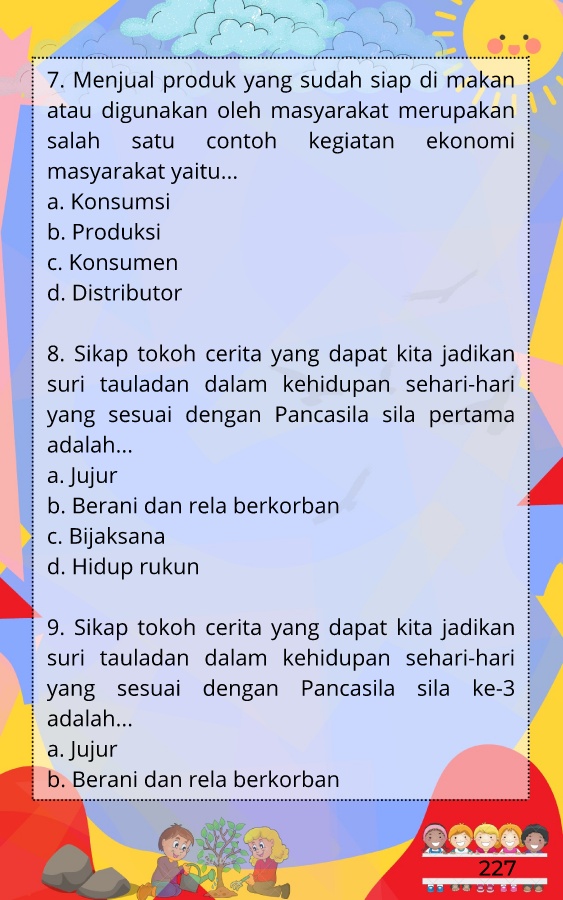 7. Menjual produk yang sudah siap di makan
atau digunakan oleh masyarakat merupakan
salah satu contoh kegiatan ekonomi
masyarakat yaitu...
a. Konsumsi
b. Produksi
c. Konsumen
d. Distributor
8. Sikap tokoh cerita yang dapat kita jadikan
suri tauladan dalam kehidupan sehari-hari
yang sesuai dengan Pancasila sila pertama
adalah...
a. Jujur
b. Berani dan rela berkorban
c. Bijaksana
d. Hidup rukun
9. Sikap tokoh cerita yang dapat kita jadikan
suri tauladan dalam kehidupan sehari-hari
yang sesuai dengan Pancasila sila ke-3
adalah...
a. Jujur
b. Berani dan rela berkorban
227